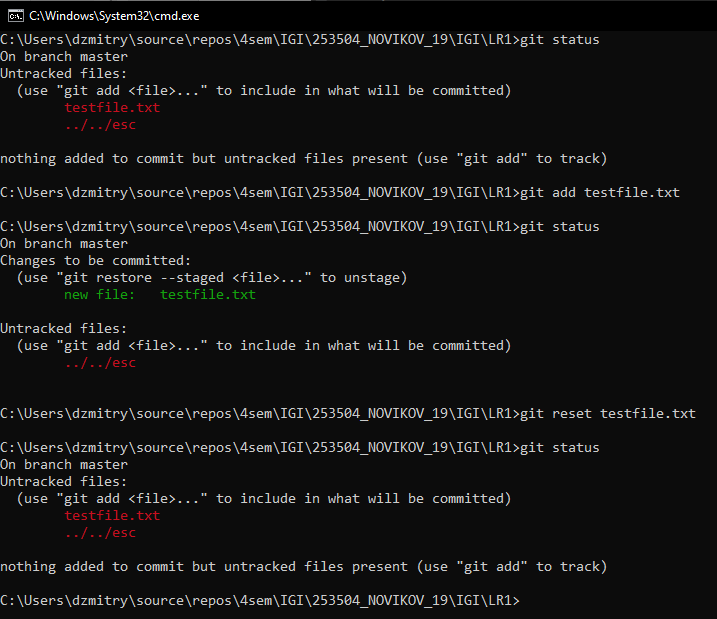 C:\Windows\System32\cmd.exe
C:\Users\dzmitry\source\repos\4sem\IGI\253504_NOVIKOV_19\IGI\LR1>git status
On branch master
Untracked files:
  (use "git add <file>..." to include in what will be committed)
        testfile.txt
        ../../esc

nothing added to commit but untracked files present (use "git add" to track)

C:\Users\dzmitry\source\repos\4sem\IGI\253504_NOVIKOV_19\IGI\LR1>git add testfile.txt

C:\Users\dzmitry\source\repos\4sem\IGI\253504_NOVIKOV_19\IGI\LR1>git status
On branch master
Changes to be committed:
  (use "git restore --staged <file>..." to unstage)
        new file:   testfile.txt

Untracked files:
  (use "git add <file>..." to include in what will be committed)
        ../../esc


C:\Users\dzmitry\source\repos\4sem\IGI\253504_NOVIKOV_19\IGI\LR1>git reset testfile.txt

C:\Users\dzmitry\source\repos\4sem\IGI\253504_NOVIKOV_19\IGI\LR1>git status
On branch master
Untracked files:
  (use "git add <file>..." to include in what will be committed)
        testfile.txt
        ../../esc

nothing added to commit but untracked files present (use "git add" to track)

C:\Users\dzmitry\source\repos\4sem\IGI\253504_NOVIKOV_19\IGI\LR1>